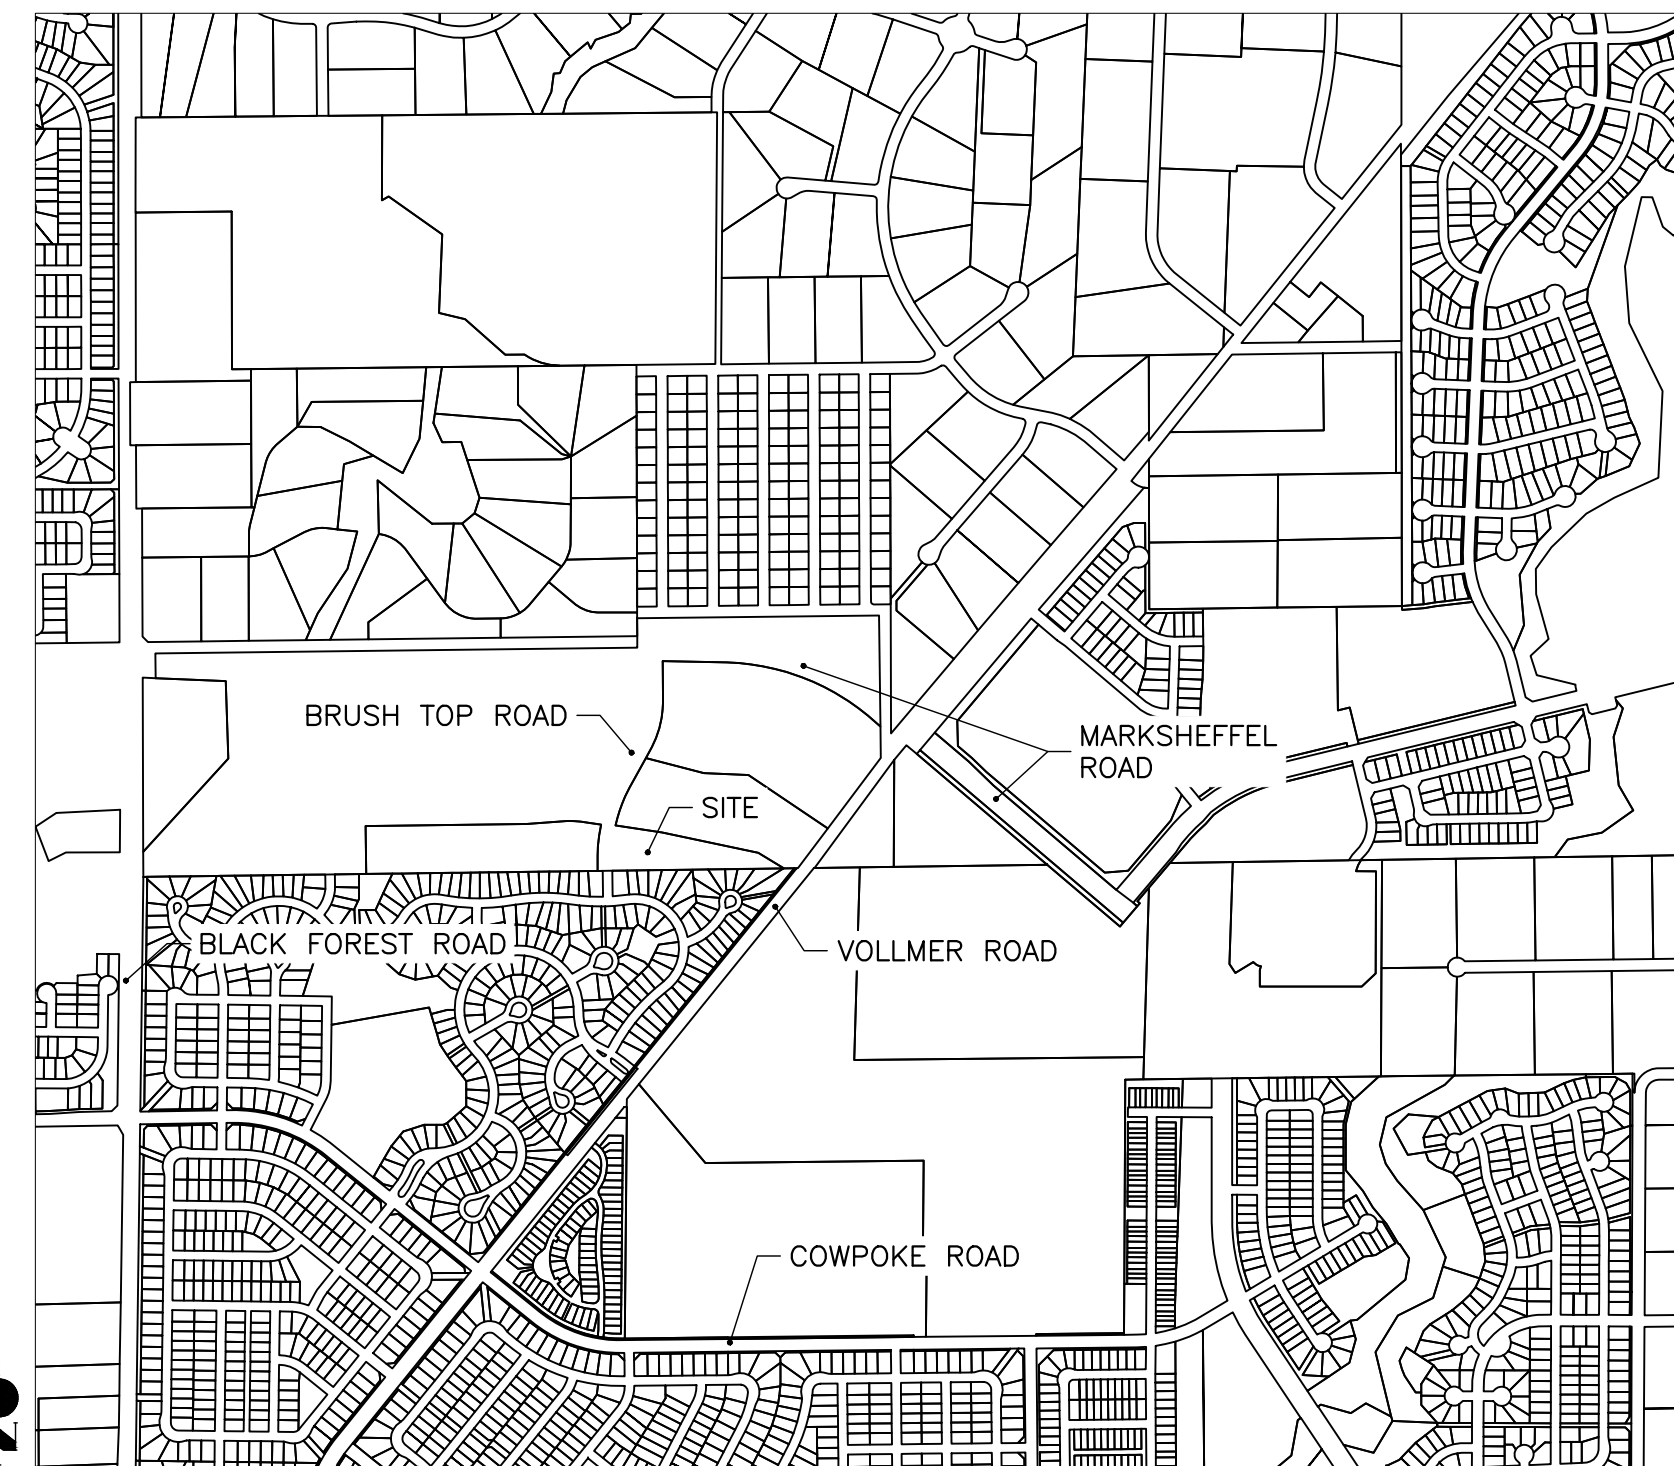 BRUSH TOP ROAD
MARKSHEFFEL
ROAD
SITE
BLACK FOREST ROAD
VOLLMER ROAD
COWPOKE ROAD